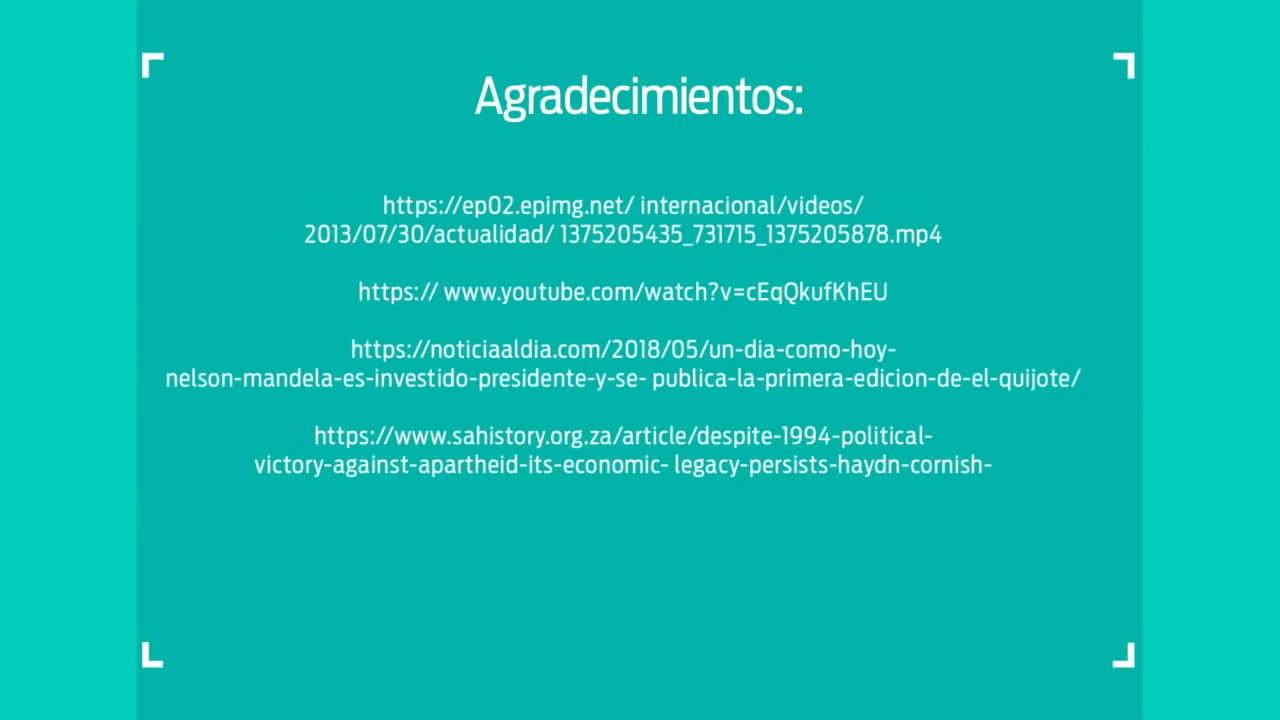 Agradecimientos:
https://ep02.epimg.net/ internacional/videos/
2013/07/30/actualidad/ 1375205435_731715_1375205878.mp4
https:// www.youtube.com/watch?v=cEqQkufKhEU
https://noticiaaldia.com/2018/05/un-dia-como-hoy-
nelson-mandela-es-investido-presidente-y-se- publica-la-primera-edicion-de-el-quijote/
https://www.sahistory.org.za/article/despite-1994-political-
victory-against-apartheid-its-economic- legacy-persists-haydn-cornish-